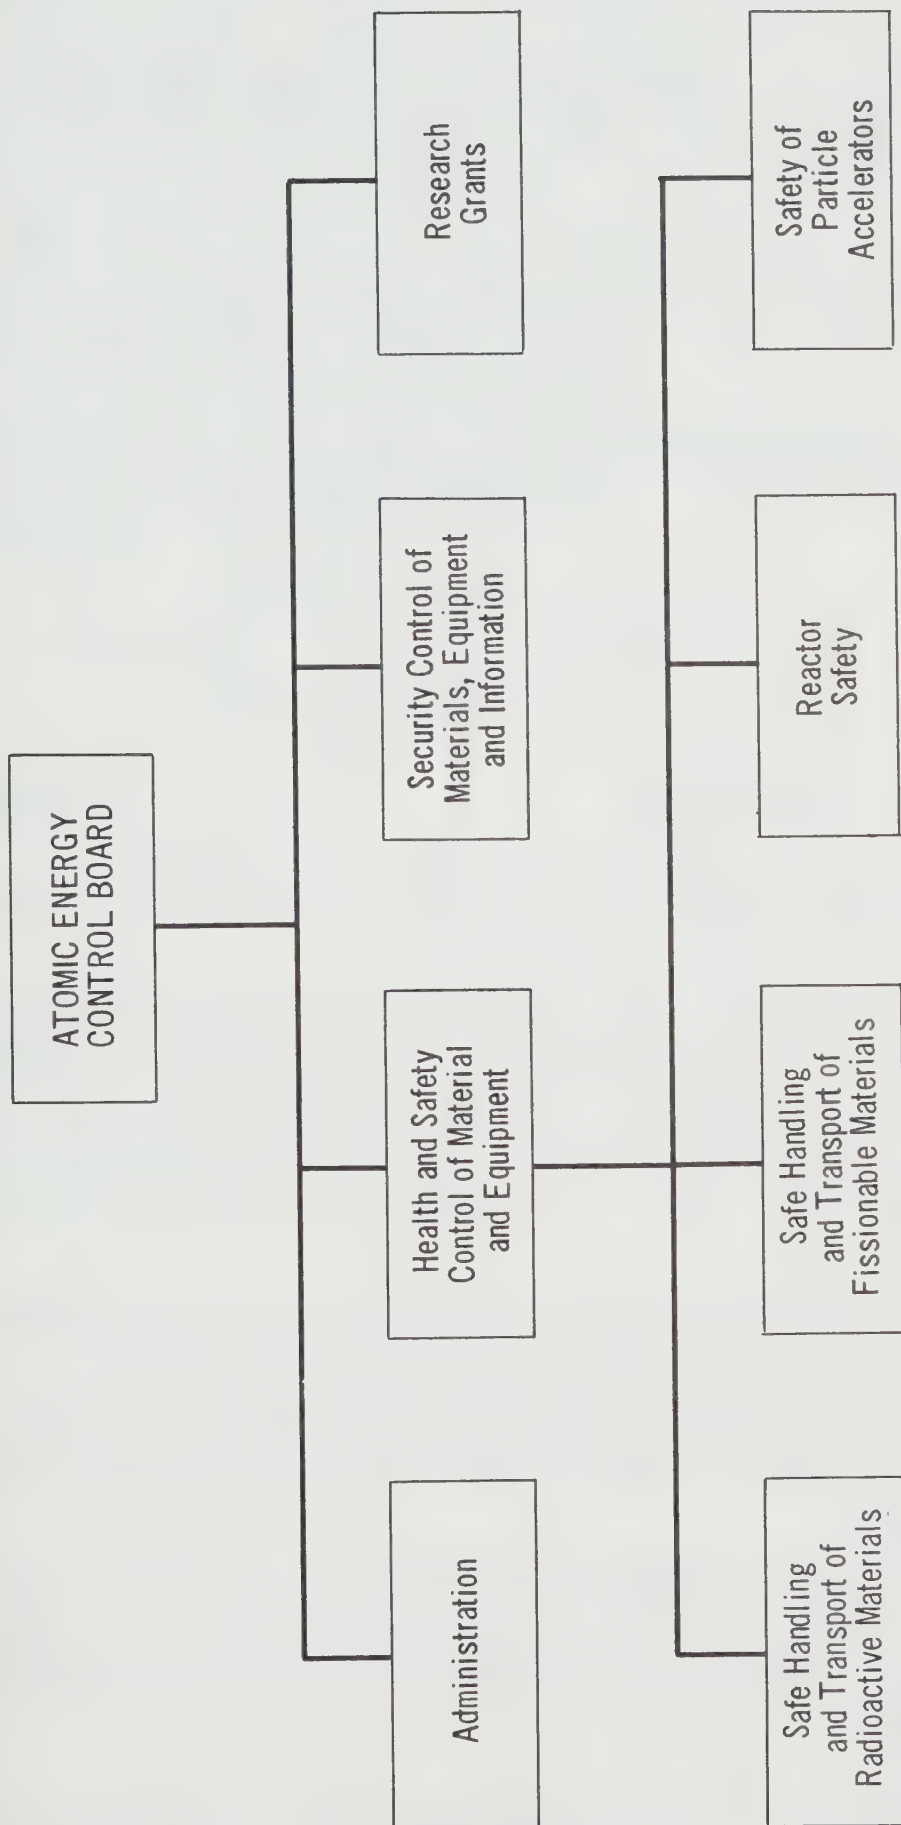 ATOMIC ENERGY
CONTROL BOARD
Administration
Health and Safety
Control of Material
and Equipment
Security Control of
Materials, Equipment
and Information
Research
Grants
Safe Handling
and Transport of
Radioactive Materials
Safe Handling
and Transport of
Fissionable Materials
Reactor
Safety
Safety of
Particle
Accelerators